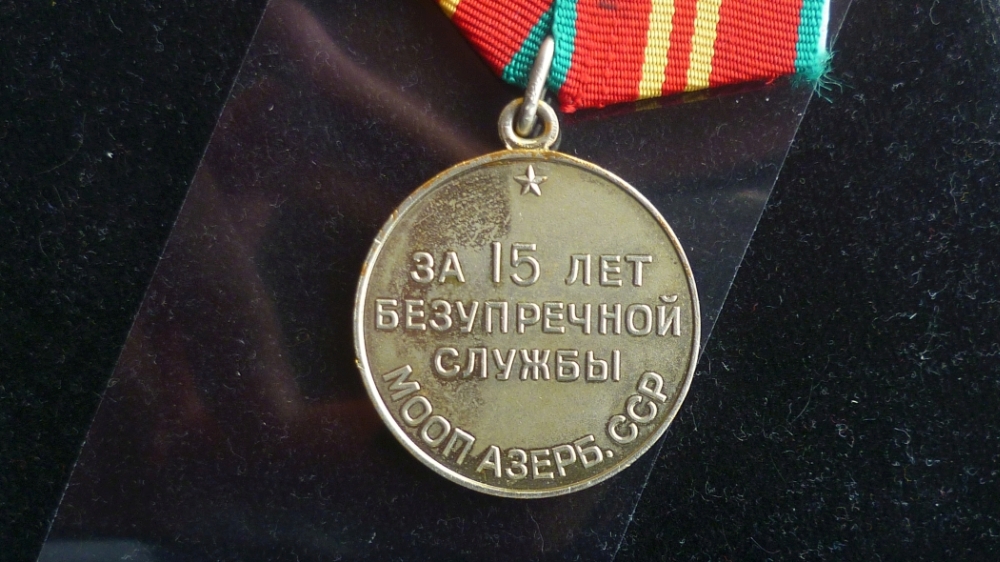 ЗА 15 ЛЕТ
БЕЗУПРЕЧНОЙ
СЛУЖБЫ
МООП АЗЕРБ. ССР